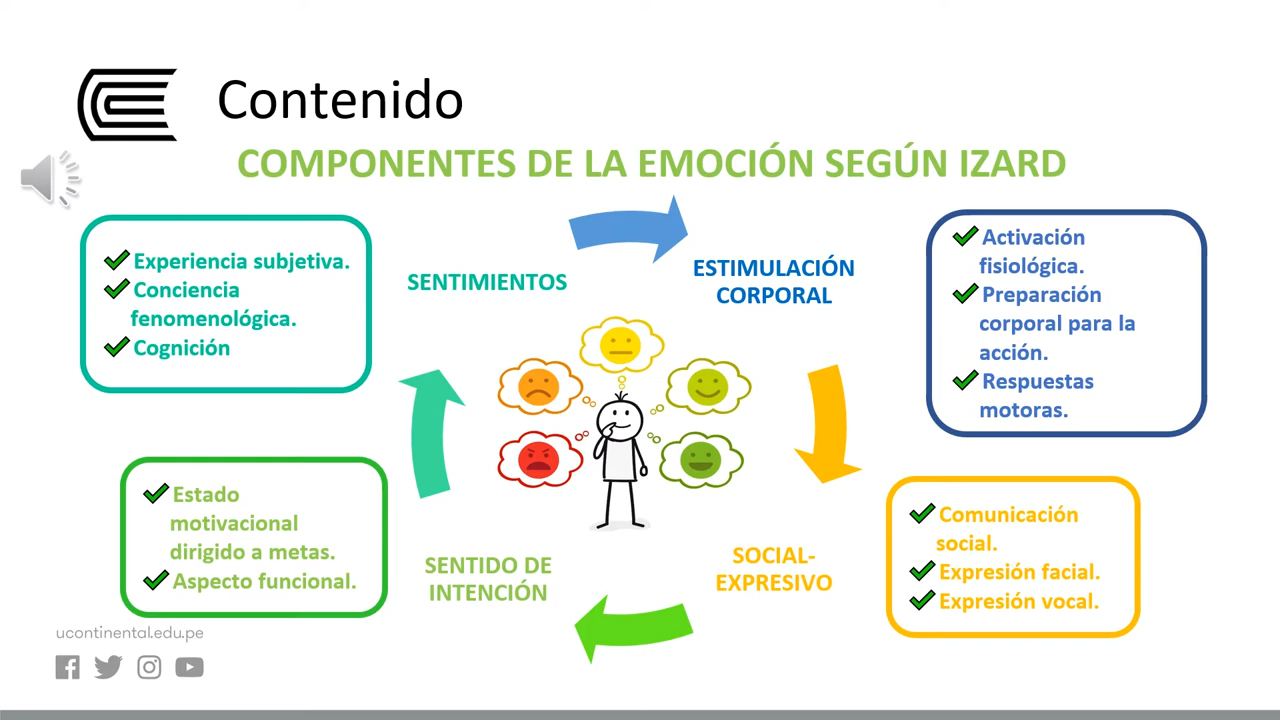 Contenido
COMPONENTES DE LA EMOCIÓN SEGÚN IZARD
Experiencia subjetiva.
Conciencia
fenomenológica.
Cognición
SENTIMIENTOS
ESTIMULACIÓN
CORPORAL
Activación
fisiológica.
Preparación
corporal para la
acción.
Respuestas
motoras.
Estado
motivacional
dirigido a metas.
Aspecto funcional.
SENTIDO DE
INTENCIÓN
SOCIAL-
EXPRESIVO
Comunicación
social.
Expresión facial.
Expresión vocal.
ucontinental.edu.pe